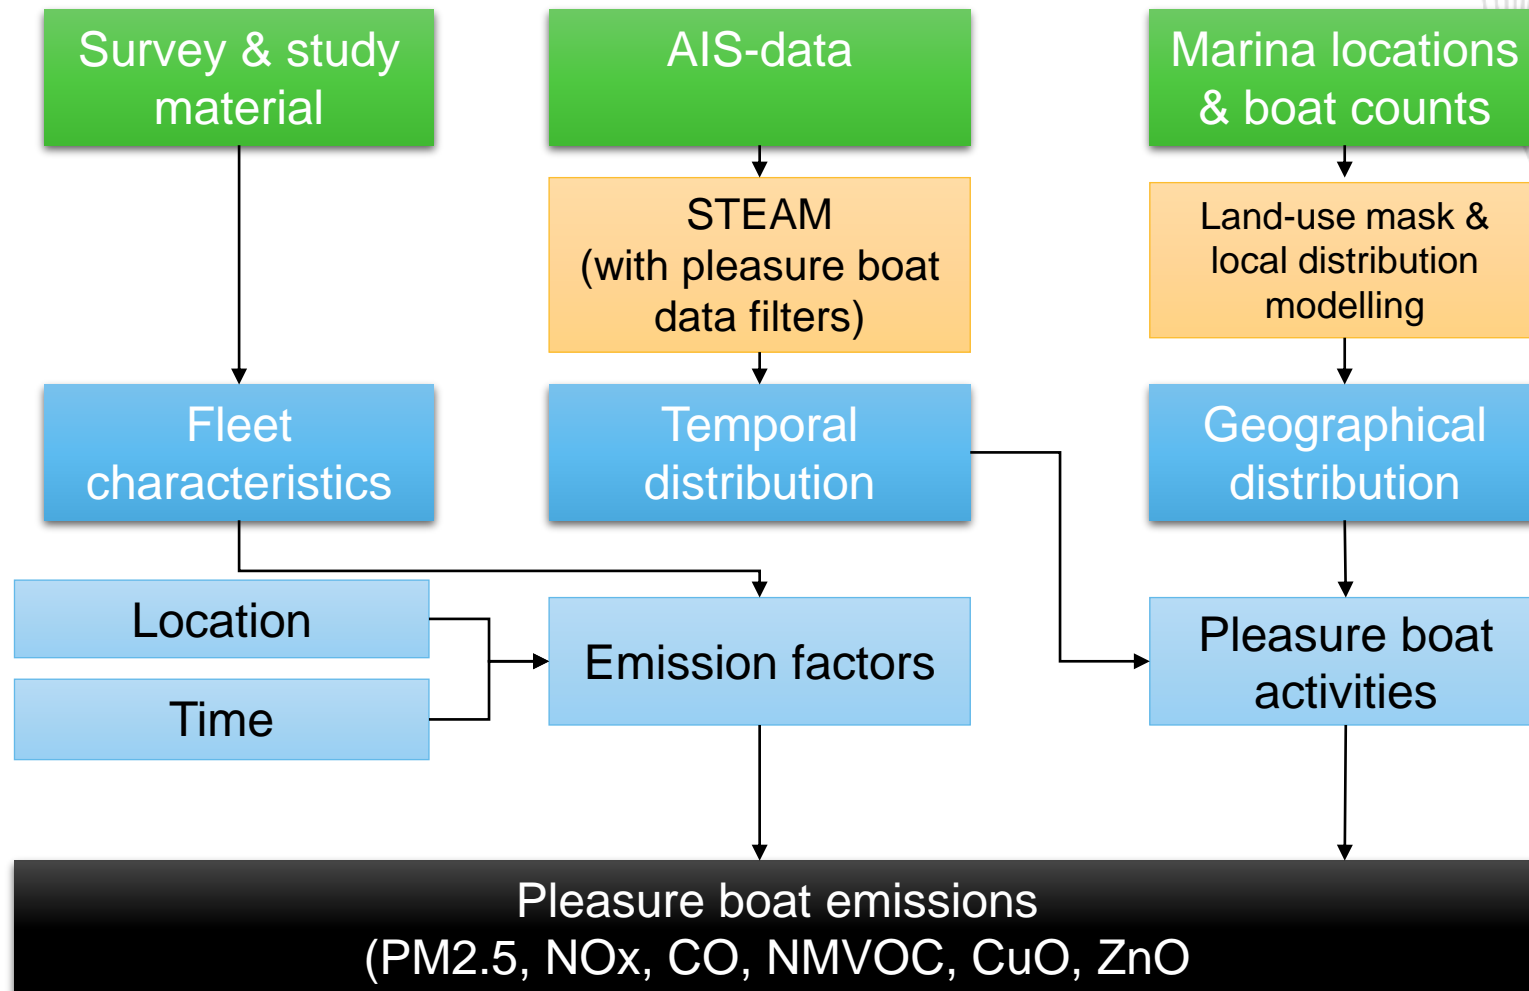 Survey & study
material
AIS-data
Marina locations
& boat counts
STEAM
(with pleasure boat
data filters)
Land-use mask &
local distribution
modelling
Fleet
characteristics
Temporal
distribution
Geographical
distribution
Location
Time
Emission factors
Pleasure boat
activities
Pleasure boat emissions
(PM2.5, NOx, CO, NMVOC, CuO, ZnO